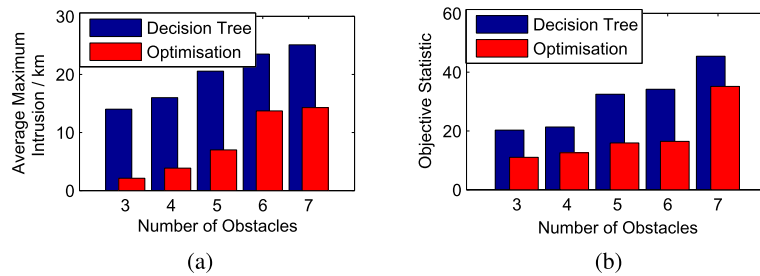 30
20
10
0
Average Maximum
Intrusion / km
Decision Tree
Optimisation
3 4 5 6 7
Number of Obstacles
(a)
60
40
20
0
Objective Statistic
Decision Tree
Optimisation
3 4 5 6 7
Number of Obstacles
(b)